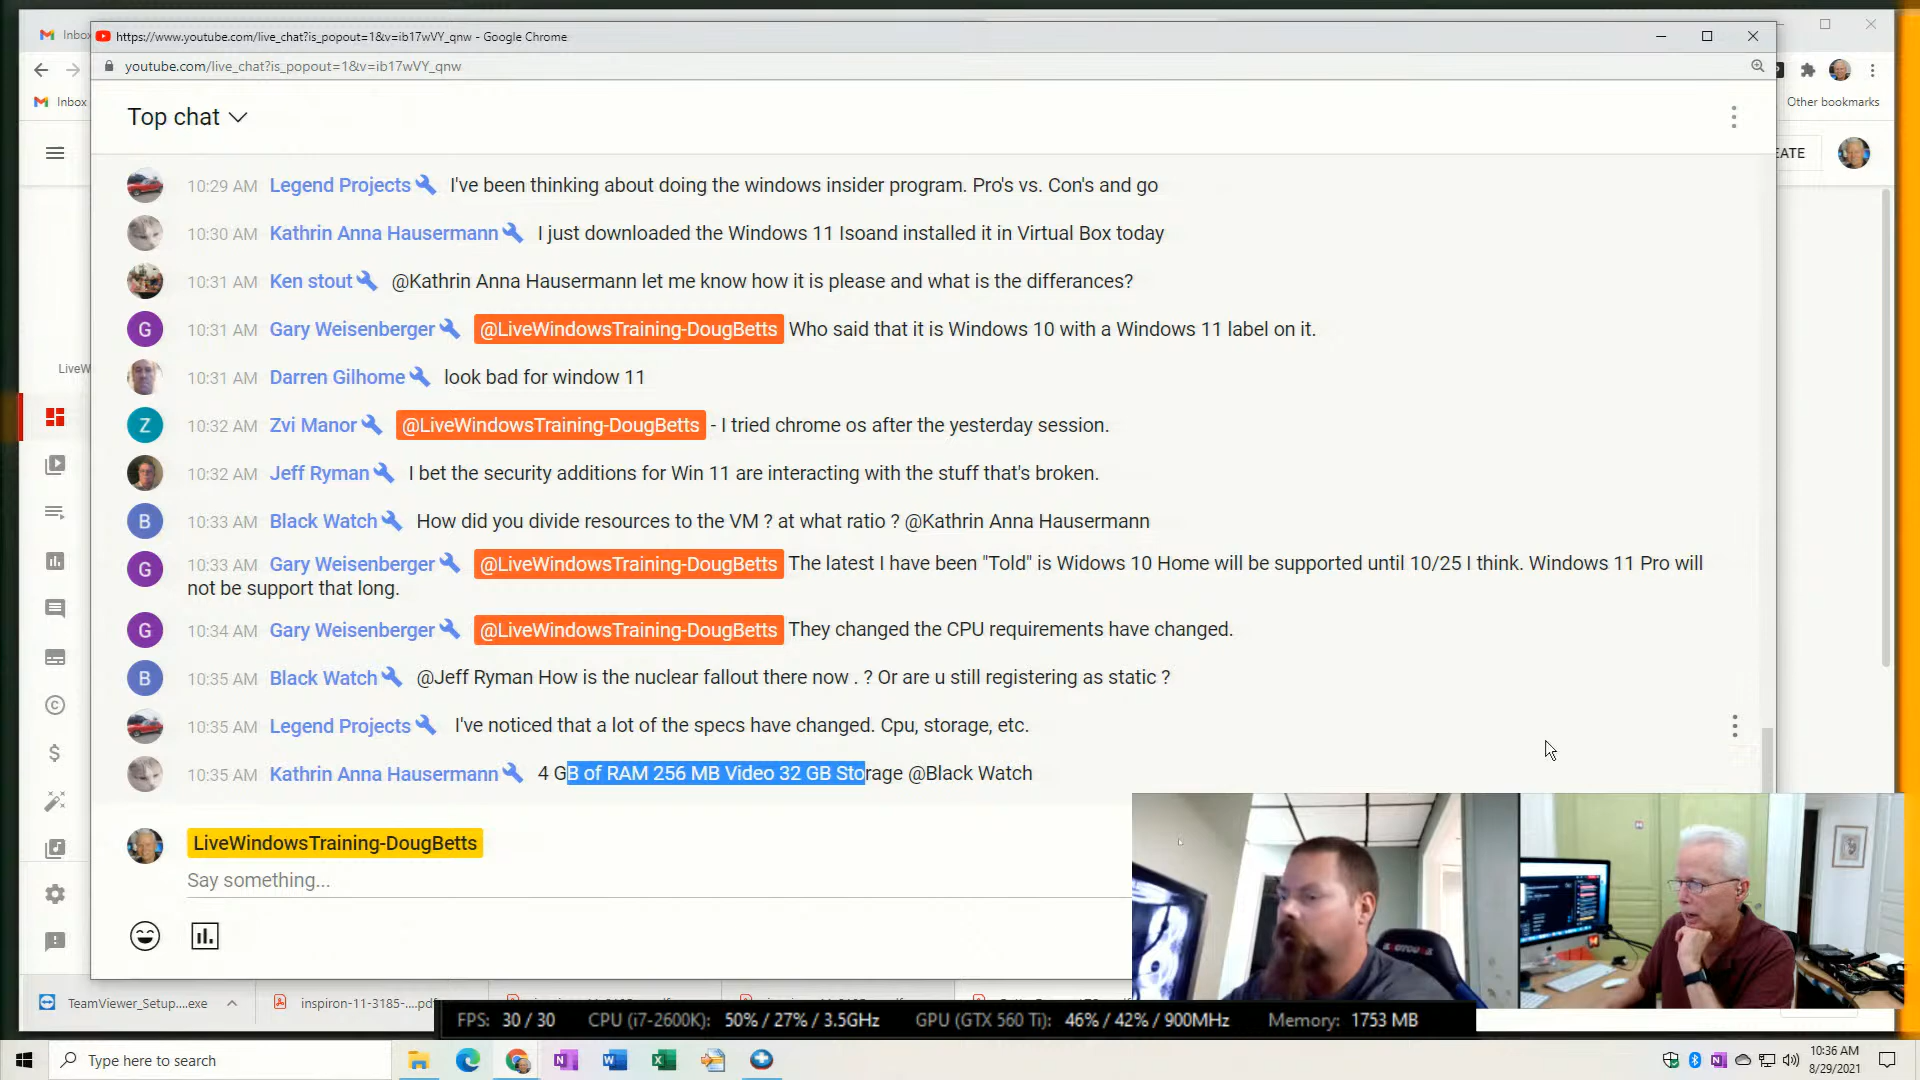 Inbo
https://www.youtube.com/live_chat?is_popout=1&v=ib17wVY_qnw - Google Chrome
youtube.com/live_chat?is_popout=1&v=ib17wVY_qnw
Inbox
Other bookmarks
Top chat
EATE
10:29 AM Legend Projects I've been thinking about doing the windows insider program. Pro's vs. Con's and go
10:30 AM Kathrin Anna Hausermann I just downloaded the Windows 11 Isoand installed it in Virtual Box today
10:31 AM Ken stout @Kathrin Anna Hausermann let me know how it is please and what is the differances?
10:31 AM Gary Weisenberger @LiveWindowsTraining-DougBetts Who said that it is Windows 10 with a Windows 11 label on it.
LiveW
10:31 AM Darren Gilhome look bad for window 11
10:32 AM Zvi Manor @LiveWindowsTraining-DougBetts - I tried chrome os after the yesterday session.
10:32 AM Jeff Ryman I bet the security additions for Win 11 are interacting with the stuff that's broken.
10:33 AM Black Watch How did you divide resources to the VM ? at what ratio ? @Kathrin Anna Hausermann
10:33 AM Gary Weisenberger @LiveWindowsTraining-DougBetts The latest I have been "Told" is Widows 10 Home will be supported until 10/25 I think. Windows 11 Pro will
not be support that long.
10:34 AM Gary Weisenberger @LiveWindowsTraining-DougBetts They changed the CPU requirements have changed.
10:35 AM Black Watch @Jeff Ryman How is the nuclear fallout there now . ? Or are u still registering as static ?
10:35 AM Legend Projects I've noticed that a lot of the specs have changed. Cpu, storage, etc.
10:35 AM Kathrin Anna Hausermann 4 GB of RAM 256 MB Video 32 GB Storage @Black Watch
LiveWindowsTraining-DougBetts
Say something...
TeamViewer_Setup....exe
inspiron-11-3185-....pdf
FPS: 30 / 30 CPU (i7-2600K): 50% / 27% / 3.5GHz GPU (GTX 560 Ti): 46% / 42% / 900MHz Memory: 1753 MB
Type here to search
10:36 AM
8/29/2021